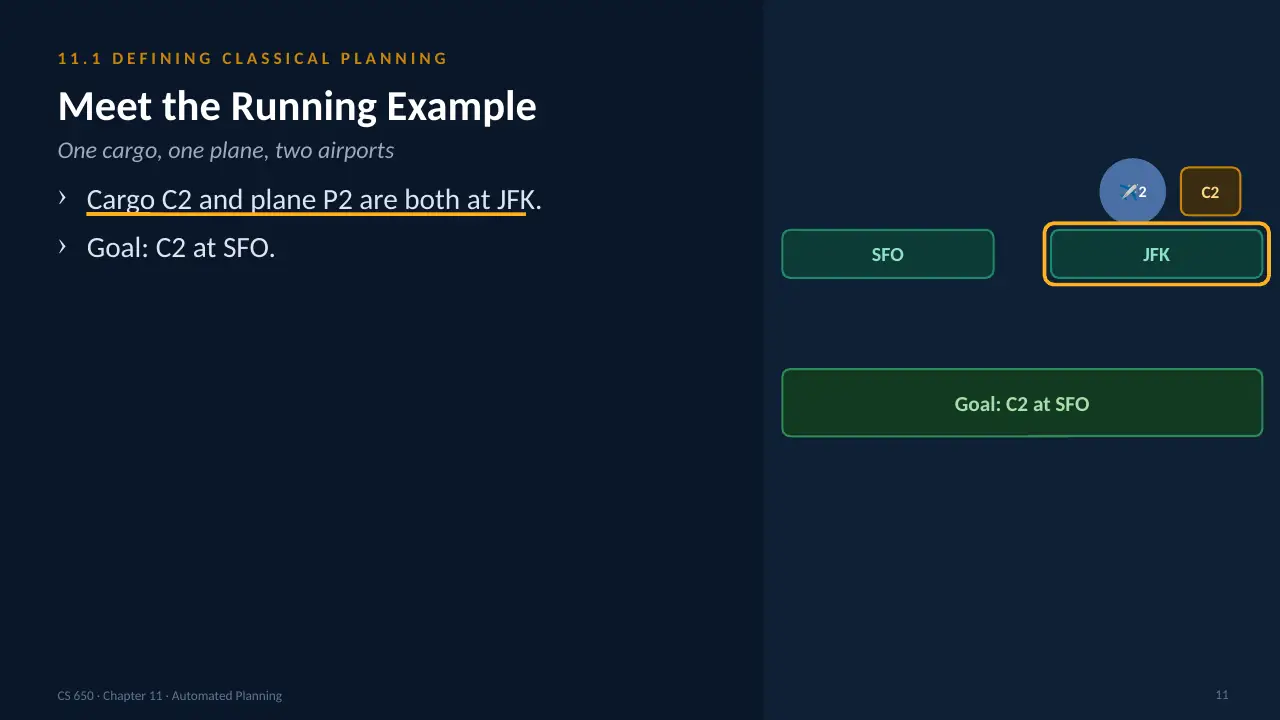 11.1 DEFINING CLASSICAL PLANNING
Meet the Running Example
One cargo, one plane, two airports
› Cargo C2 and plane P2 are both at JFK.
› Goal: C2 at SFO.
✈️2
C2
SFO
JFK
Goal: C2 at SFO
CS 650 · Chapter 11 · Automated Planning
11